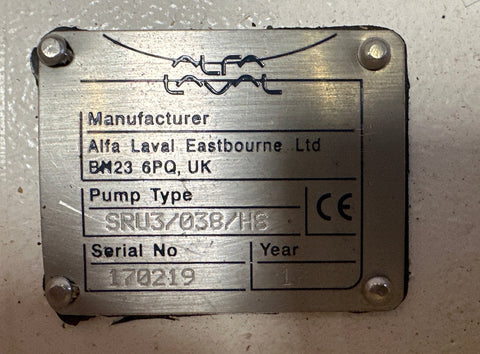 ALFA
LAVAL
Manufacturer
Alfa Laval Eastbourne Ltd
BN23 6PQ, UK
Pump Type
SRU3/038/HS
CE
Serial No
Year
170219